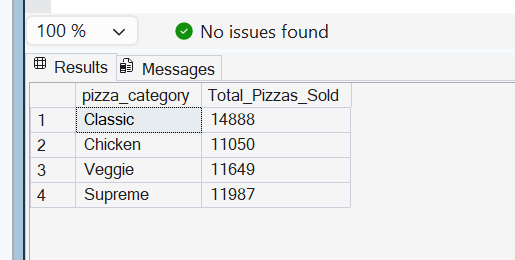 100 %
No issues found
Results
Messages
pizza_category Total_Pizzas_Sold
1 Classic 14888
2 Chicken 11050
3 Veggie 11649
4 Supreme 11987